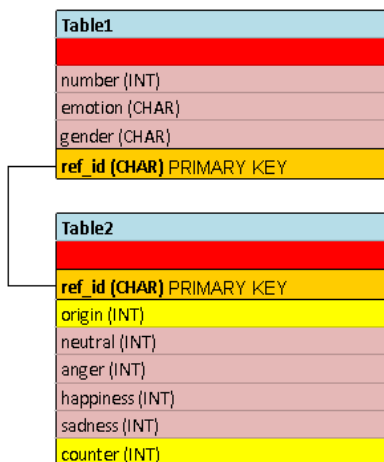 Table1
number (INT)
emotion (CHAR)
gender (CHAR)
ref_id (CHAR) PRIMARY KEY
Table2
ref_id (CHAR) PRIMARY KEY
origin (INT)
neutral (INT)
anger (INT)
happiness (INT)
sadness (INT)
counter (INT)